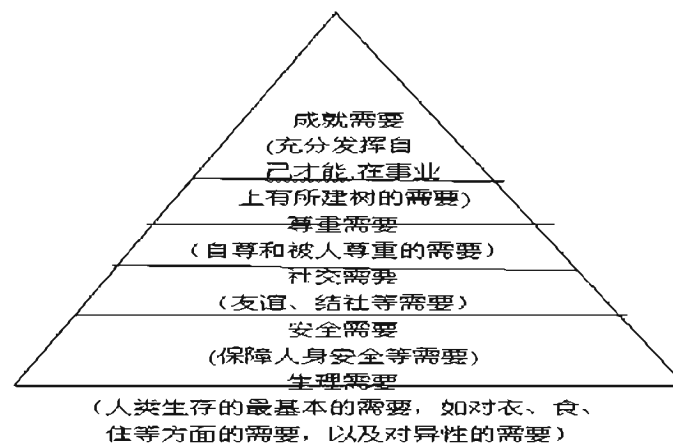 成就需要
(充分发挥自
己才能,在事业
上有所建树的需要)
尊重需要
(自尊和被人尊重的需要)
社交需要
(友谊、结社等需要)
安全需要
(保障人身安全等需要)
生理需要
(人类生存的最基本的需要，如对衣、食、
住等方面的需要，以及对异性的需要)